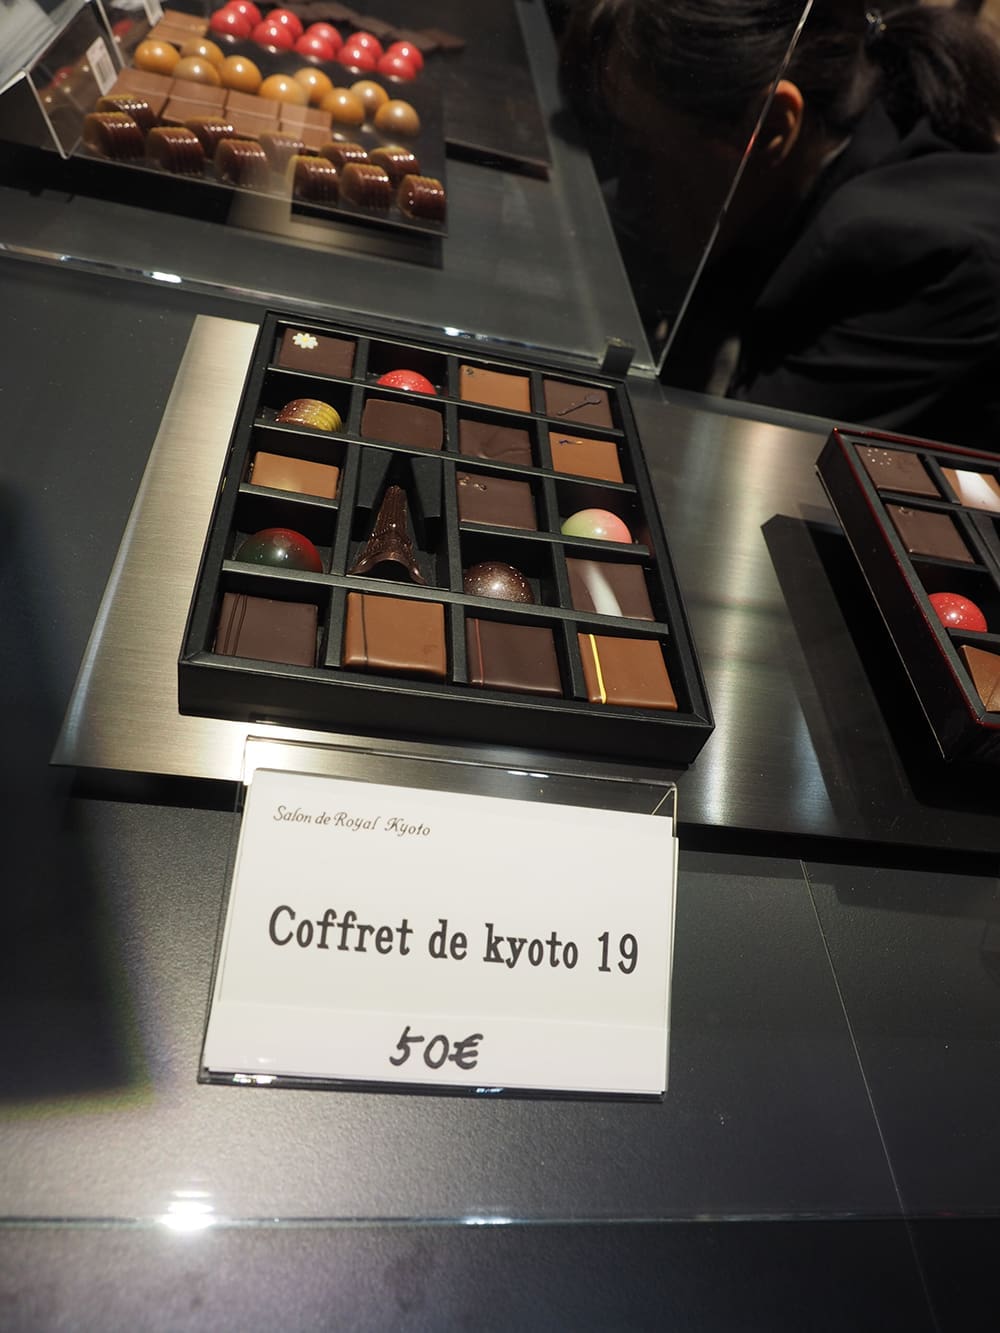 Salon de Royal Kyoto
Coffret de kyoto 19
50€